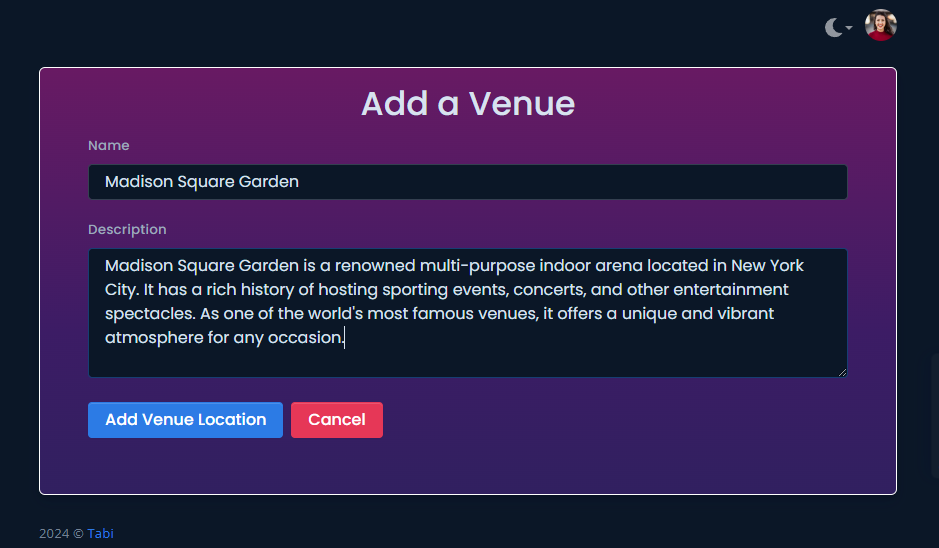 Add a Venue
Name
Madison Square Garden
Description
Madison Square Garden is a renowned multi-purpose indoor arena located in New York
City. It has a rich history of hosting sporting events, concerts, and other entertainment
spectacles. As one of the world's most famous venues, it offers a unique and vibrant
atmosphere for any occasion.
Add Venue Location
Cancel
2024 © Tabi